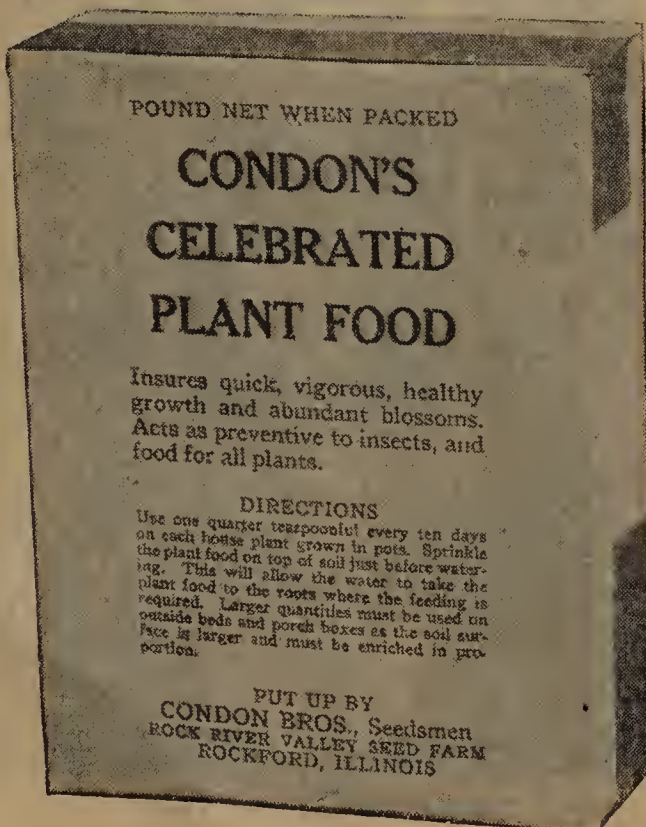 POUND NET WHEN PACKED
CONDON'S
CELEBRATED
PLANT FOOD
Insures quick, vigorous, healthy
growth and abundant blossoms.
Acts as preventive to insects, and
food for all plants.
DIRECTIONS
Use one quarter teaspoonful every ten days
on each house plant grown in pots. Sprinkle
the plant food on top of soil just before water-
ing. This will allow the water to take the
plant food to the roots where the feeding is
required. Larger quantities must be used on
outside beds and porch boxes as the soil sur-
face is larger and must be enriched in pro-
portion.
PUT UP BY
CONDON BROS., Seedsmen
ROCK RIVER VALLEY SEED FARM
ROCKFORD, ILLINOIS